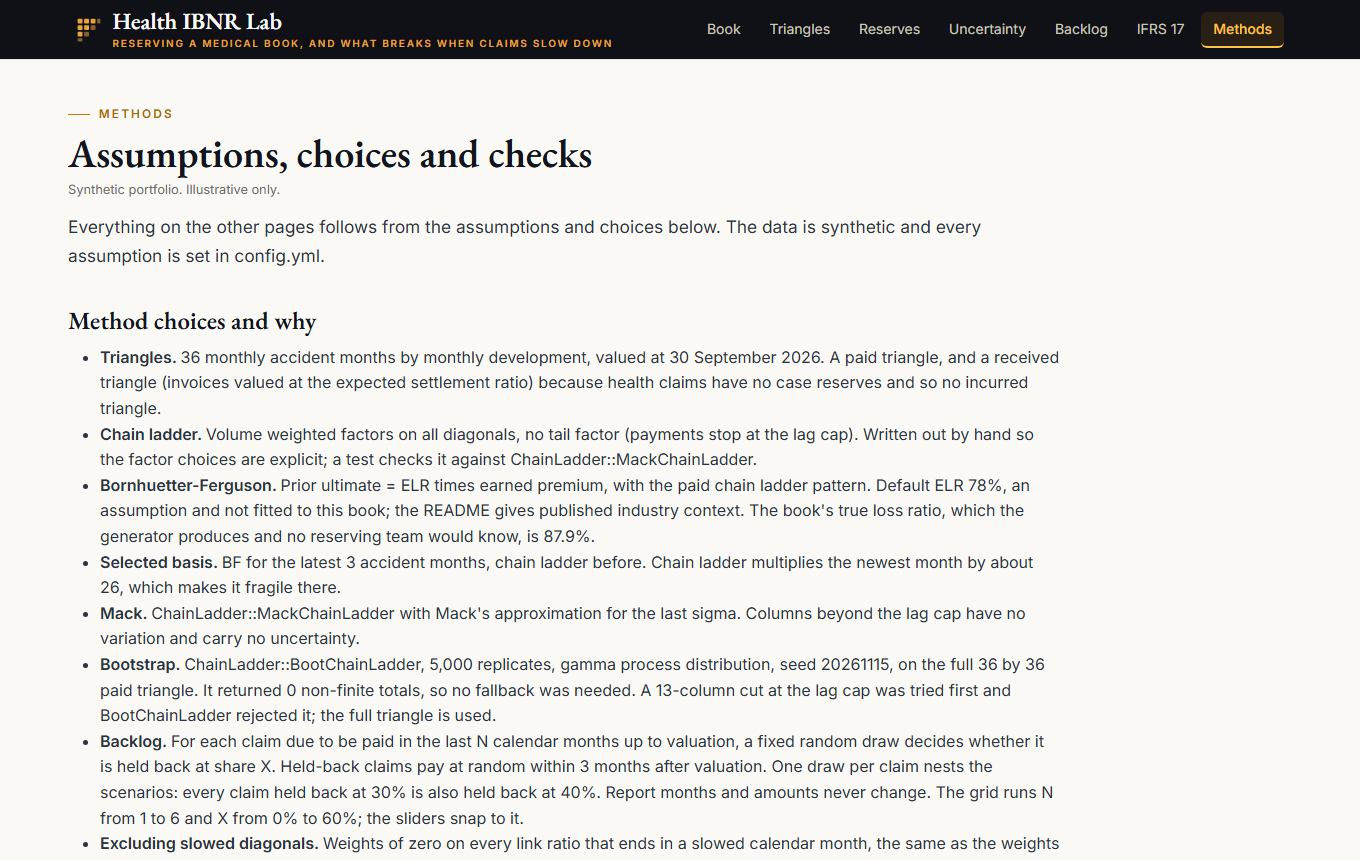 Health IBNR Lab
RESERVING A MEDICAL BOOK, AND WHAT BREAKS WHEN CLAIMS SLOW DOWN
Book
Triangles
Reserves
Uncertainty
Backlog
IFRS 17
Methods
METHODS
Assumptions, choices and checks
Synthetic portfolio. Illustrative only.
Everything on the other pages follows from the assumptions and choices below. The data is synthetic and every
assumption is set in config.yml.
Method choices and why
• Triangles. 36 monthly accident months by monthly development, valued at 30 September 2026. A paid triangle, and a received
triangle (invoices valued at the expected settlement ratio) because health claims have no case reserves and so no incurred
triangle.
• Chain ladder. Volume weighted factors on all diagonals, no tail factor (payments stop at the lag cap). Written out by hand so
the factor choices are explicit; a test checks it against ChainLadder::MackChainLadder.
• Bornhuetter-Ferguson. Prior ultimate = ELR times earned premium, with the paid chain ladder pattern. Default ELR 78%, an
assumption and not fitted to this book; the README gives published industry context. The book's true loss ratio, which the
generator produces and no reserving team would know, is 87.9%.
• Selected basis. BF for the latest 3 accident months, chain ladder before. Chain ladder multiplies the newest month by about
26, which makes it fragile there.
• Mack. ChainLadder::MackChainLadder with Mack's approximation for the last sigma. Columns beyond the lag cap have no
variation and carry no uncertainty.
• Bootstrap. ChainLadder::BootChainLadder, 5,000 replicates, gamma process distribution, seed 20261115, on the full 36 by 36
paid triangle. It returned 0 non-finite totals, so no fallback was needed. A 13-column cut at the lag cap was tried first and
BootChainLadder rejected it; the full triangle is used.
• Backlog. For each claim due to be paid in the last N calendar months up to valuation, a fixed random draw decides whether it
is held back at share X. Held-back claims pay at random within 3 months after valuation. One draw per claim nests the
scenarios: every claim held back at 30% is also held back at 40%. Report months and amounts never change. The grid runs N
from 1 to 6 and X from 0% to 60%; the sliders snap to it.
• Excluding slowed diagonals. Weights of zero on every link ratio that ends in a slowed calendar month, the same as the weights